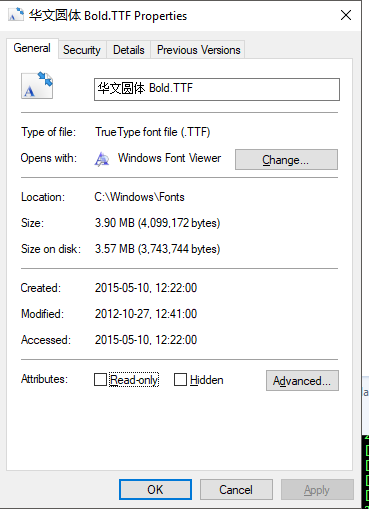 华文圆体 Bold.TTF Properties
General Security Details Previous Versions
华文圆体 Bold.TTF
Type of file: TrueType font file (.TTF)
Opens with: Windows Font Viewer Change...
Location: C:\Windows\Fonts
Size: 3.90 MB (4,099,172 bytes)
Size on disk: 3.57 MB (3,743,744 bytes)
Created: 2015-05-10, 12:22:00
Modified: 2012-10-27, 12:41:00
Accessed: 2015-05-10, 12:22:00
Attributes: Read-only Hidden Advanced...
OK Cancel Apply